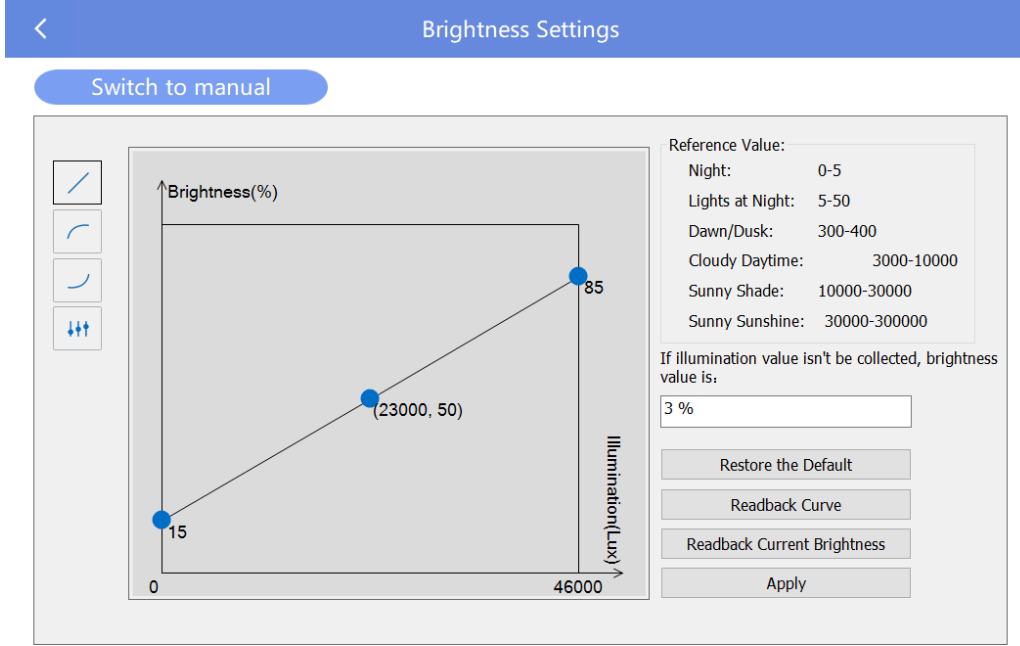 Brightness Settings
Switch to manual
Brightness(%)
85
(23000, 50)
15
0
46000
Illumination(Lux)
Reference Value:
Night: 0-5
Lights at Night: 5-50
Dawn/Dusk: 300-400
Cloudy Daytime: 3000-10000
Sunny Shade: 10000-30000
Sunny Sunshine: 30000-300000
If illumination value isn't be collected, brightness
value is:
3 %
Restore the Default
Readback Curve
Readback Current Brightness
Apply